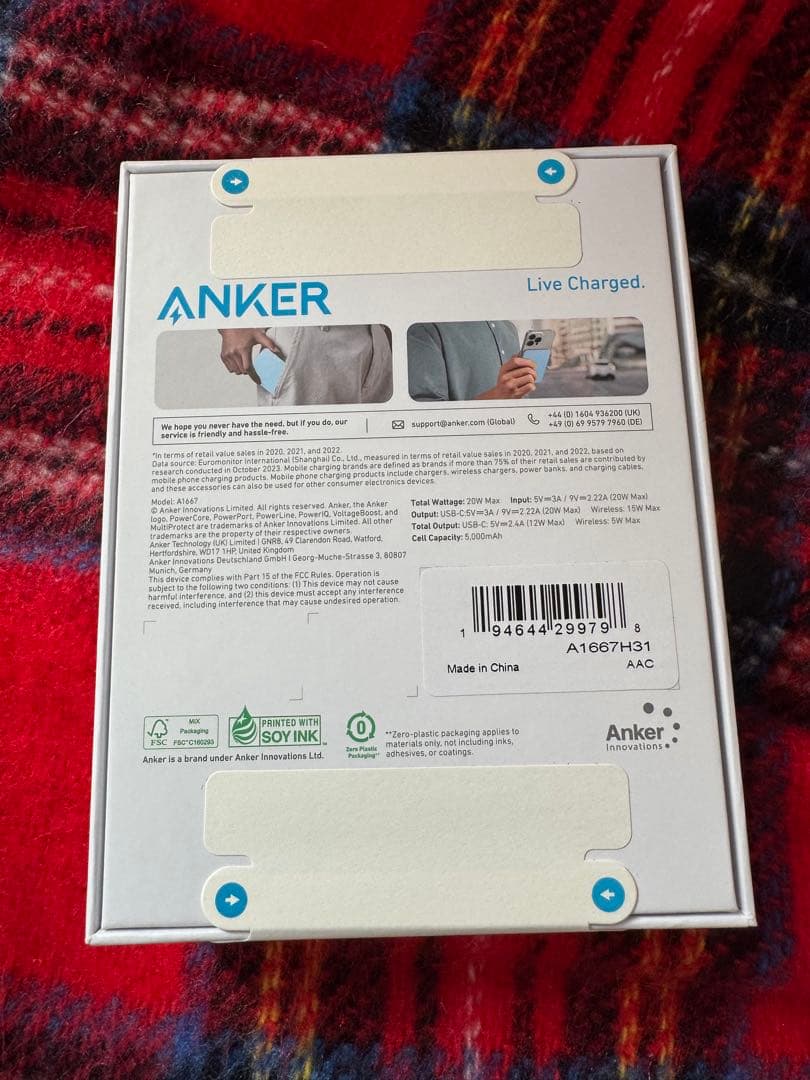 ANKER
Live Charged.
We hope you never have the need, but if you do, our
service is friendly and hassle-free.
support@anker.com (Global)
+44 (0) 1604 936200 (UK)
+49 (0) 69 9579 7960 (DE)
*In terms of retail value sales in 2020, 2021, and 2022.
Data source: Euromonitor International (Shanghai) Co., Ltd., measured in terms of retail value sales in 2020, 2021, and 2022, based on
research conducted in October 2023. Mobile charging brands are defined as brands if more than 75% of their retail sales are contributed by
mobile phone charging products. Mobile phone charging products include chargers, wireless chargers, power banks, and charging cables,
and these accessories can also be used for other consumer electronics devices.
Model: A1667
© Anker Innovations Limited. All rights reserved. Anker, the Anker
logo, PowerCore, PowerPort, PowerLine, PowerIQ, VoltageBoost, and
MultiProtect are trademarks of Anker Innovations Limited. All other
trademarks are the property of their respective owners.
Anker Technology (UK) Limited | GNR8, 49 Clarendon Road, Watford,
Hertfordshire, WD17 1HP, United Kingdom
Anker Innovations Deutschland GmbH | Georg-Muche-Strasse 3, 80807
Munich, Germany
This device complies with Part 15 of the FCC Rules. Operation is
subject to the following two conditions: (1) This device may not cause
harmful interference, and (2) this device must accept any interference
received, including interference that may cause undesired operation.
Total Wattage: 20W Max Input: 5V⎓3A / 9V⎓2.22A (20W Max)
Output: USB-C:5V⎓3A / 9V⎓2.22A (20W Max) Wireless: 15W Max
Total Output: USB-C: 5V⎓2.4A (12W Max) Wireless: 5W Max
Cell Capacity: 5,000mAh
1 94644 29979 8
A1667H31
Made in China
AAC
FSC
MIX
Packaging
FSC® C160293
PRINTED WITH
SOY INK™
0
Zero Plastic
Packaging**
**Zero-plastic packaging applies to
materials only, not including inks,
adhesives, or coatings.
Anker is a brand under Anker Innovations Ltd.
Anker
Innovations